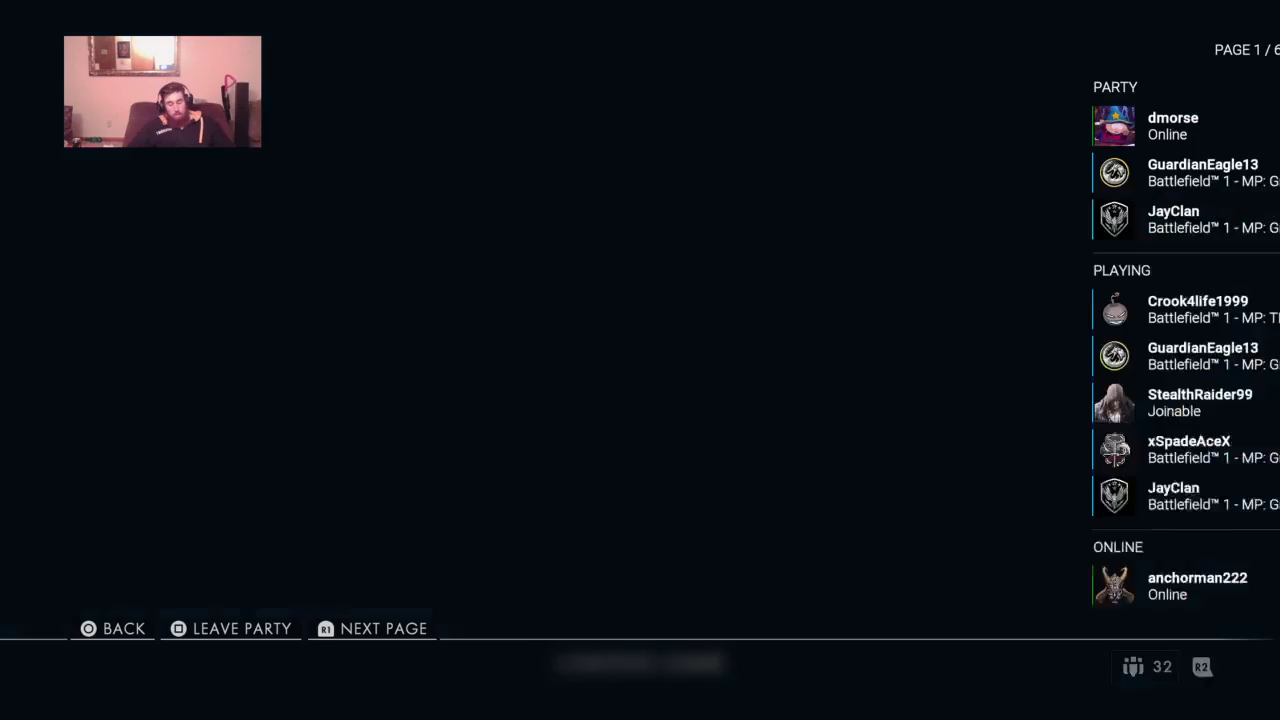 PAGE 1 / 6
PARTY
dmorse
Online
GuardianEagle13
Battlefield™ 1 - MP: G
JayClan
Battlefield™ 1 - MP: G
PLAYING
Crook4life1999
Battlefield™ 1 - MP: T
GuardianEagle13
Battlefield™ 1 - MP: G
StealthRaider99
Joinable
xSpadeAceX
Battlefield™ 1 - MP: G
JayClan
Battlefield™ 1 - MP: G
ONLINE
anchorman222
Online
BACK
LEAVE PARTY
R1 NEXT PAGE
32 R2